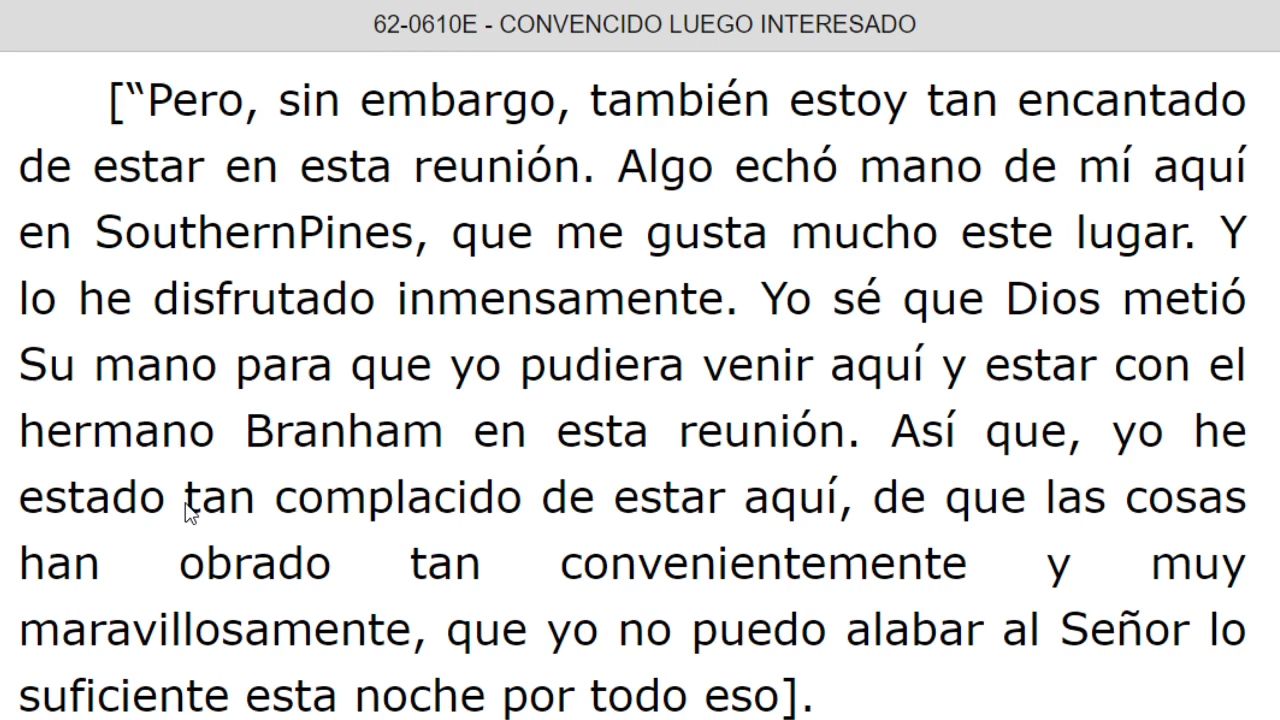 62-0610E - CONVENCIDO LUEGO INTERESADO
[“Pero, sin embargo, también estoy tan encantado
de estar en esta reunión. Algo echó mano de mí aquí
en SouthernPines, que me gusta mucho este lugar. Y
lo he disfrutado inmensamente. Yo sé que Dios metió
Su mano para que yo pudiera venir aquí y estar con el
hermano Branham en esta reunión. Así que, yo he
estado tan complacido de estar aquí, de que las cosas
han obrado tan convenientemente y muy
maravillosamente, que yo no puedo alabar al Señor lo
suficiente esta noche por todo eso].